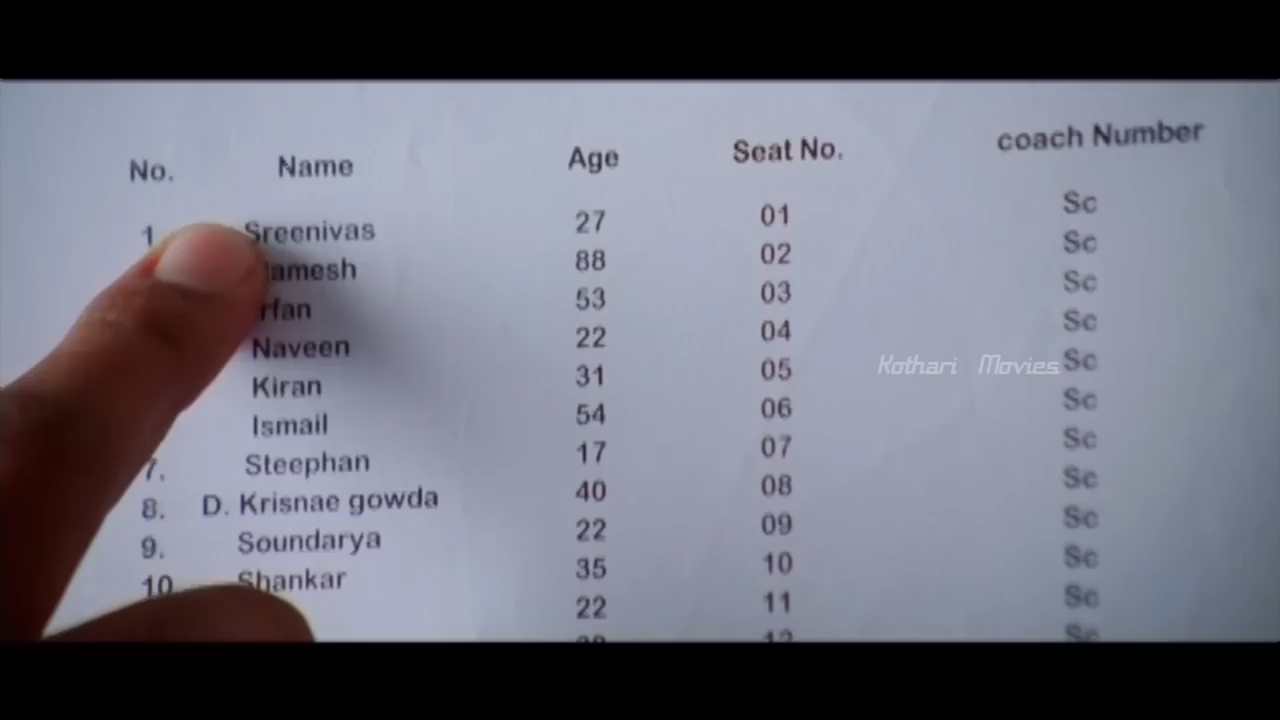 No. Name Age Seat No. coach Number
1 Sreenivas 27 01 Sc
amesh 88 02 Sc
rfan 53 03 Sc
Naveen 22 04 Sc
Kiran 31 05 Sc
Kothari Movies
Ismail 54 06 Sc
7. Steephan 17 07 Sc
8. D. Krisnae gowda 40 08 Sc
9. Soundarya 22 09 Sc
10 Shankar 35 10 Sc
22 11 Sc
12 Sc